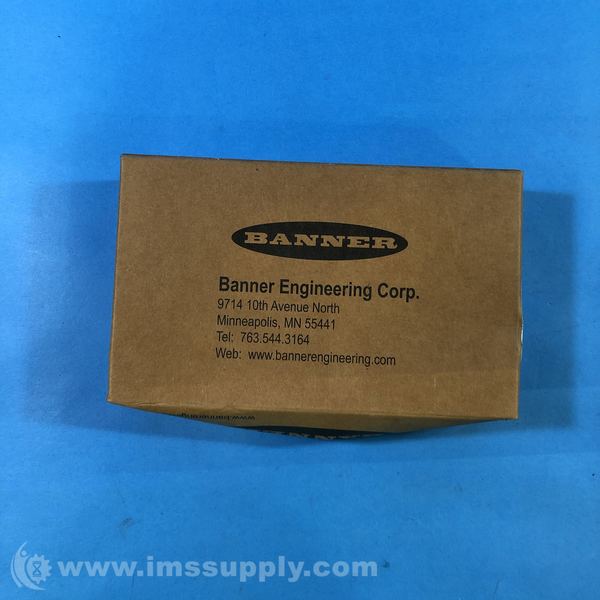 BANNER
Banner Engineering Corp.
9714 10th Avenue North
Minneapolis, MN 55441
Tel: 763.544.3164
Web: www.bannerengineering.com
BANNER
www.imssupply.com